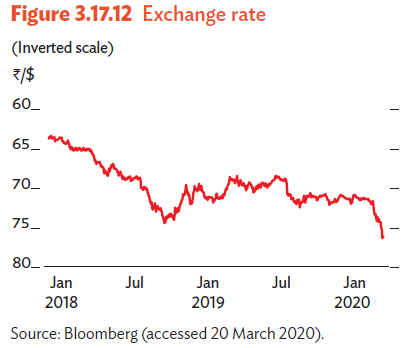 Figure 3.17.12 Exchange rate
(Inverted scale)
₹/$
60
65
70
75
80
Jan Jul Jan Jul Jan
2018 2019 2020
Source: Bloomberg (accessed 20 March 2020).